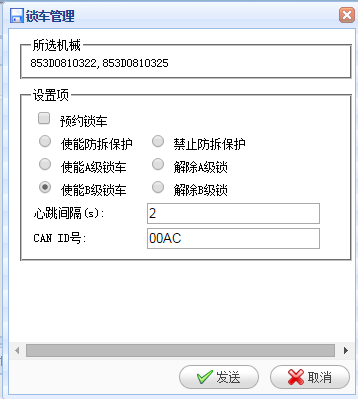 锁车管理
所选机械
853D0810322,853D0810325
设置项
预约锁车
使能防拆保护 禁止防拆保护
使能A级锁车 解除A级锁
使能B级锁车 解除B级锁
心跳间隔(s): 2
CAN ID号: 00AC
发送 取消